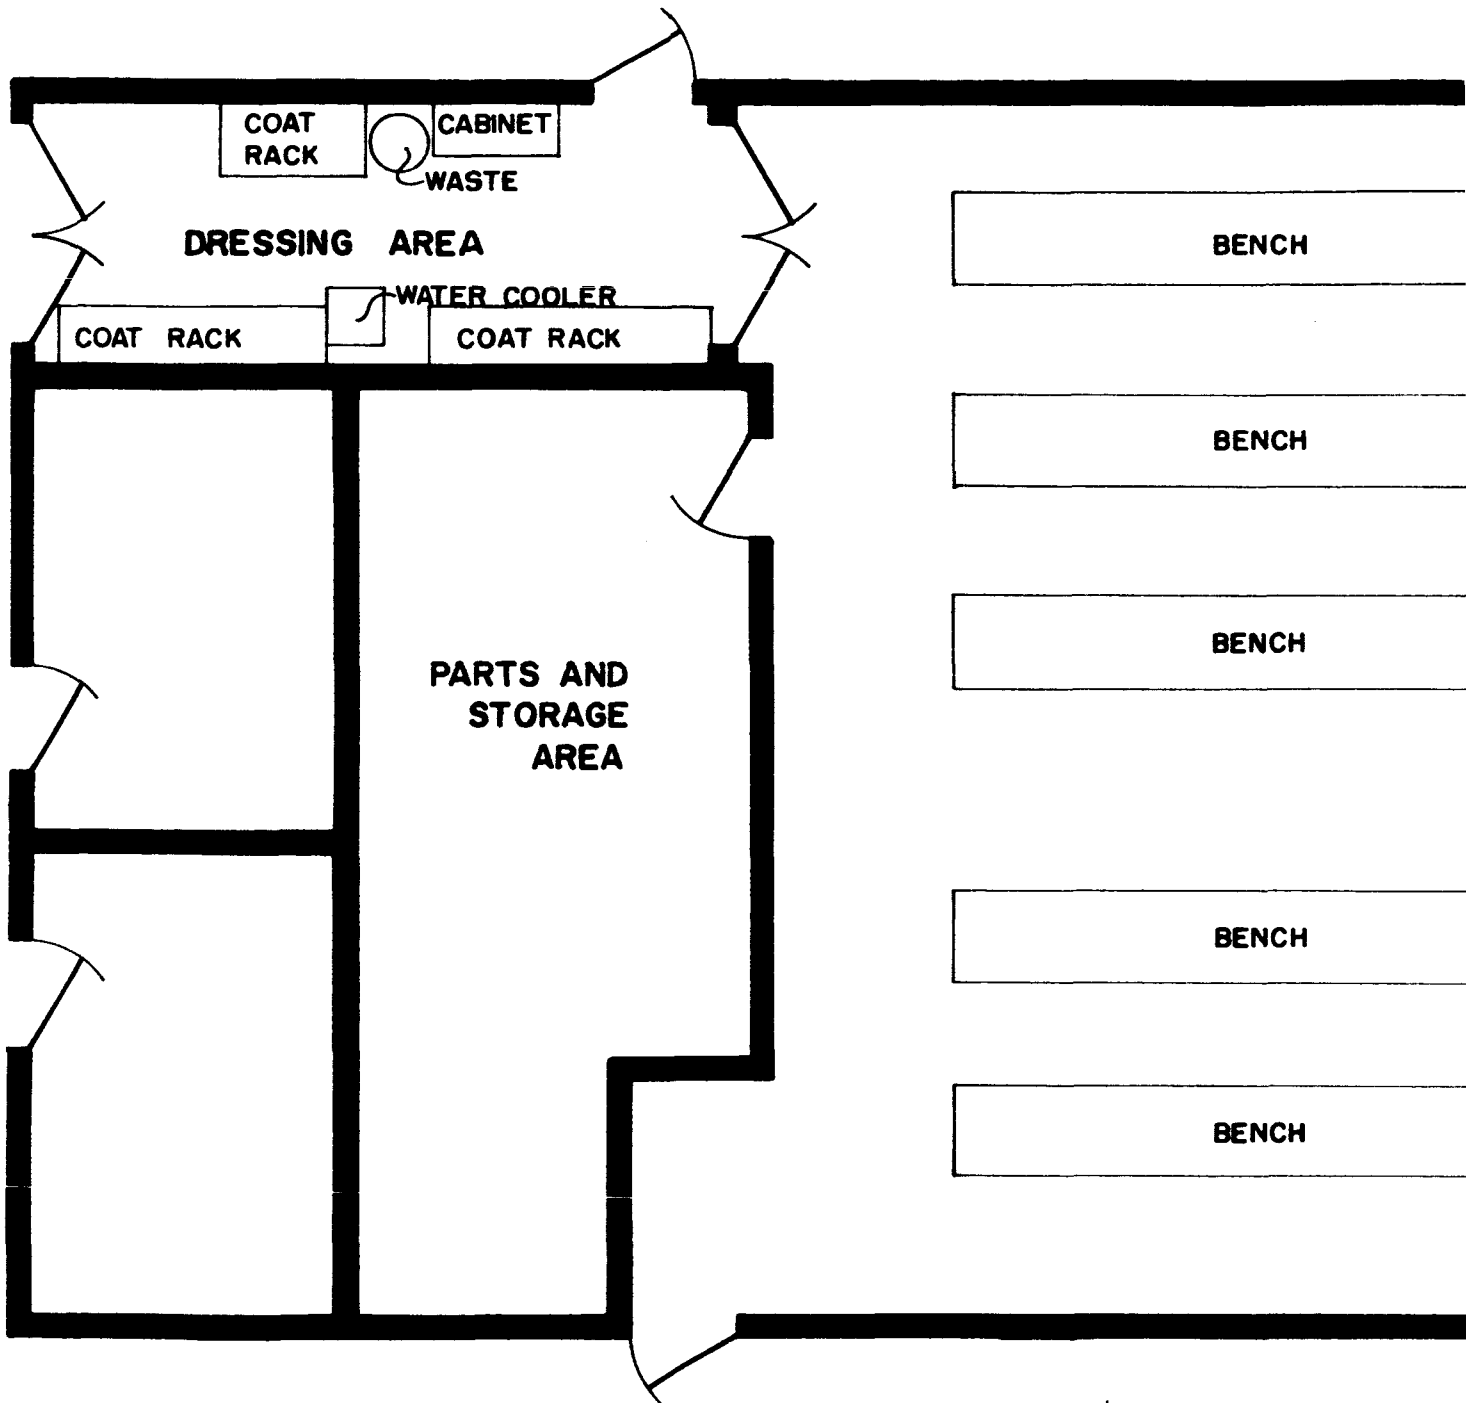 COAT
RACK
CABINET
WASTE
DRESSING AREA
WATER COOLER
COAT RACK
COAT RACK
BENCH
BENCH
BENCH
PARTS AND
STORAGE
AREA
BENCH
BENCH